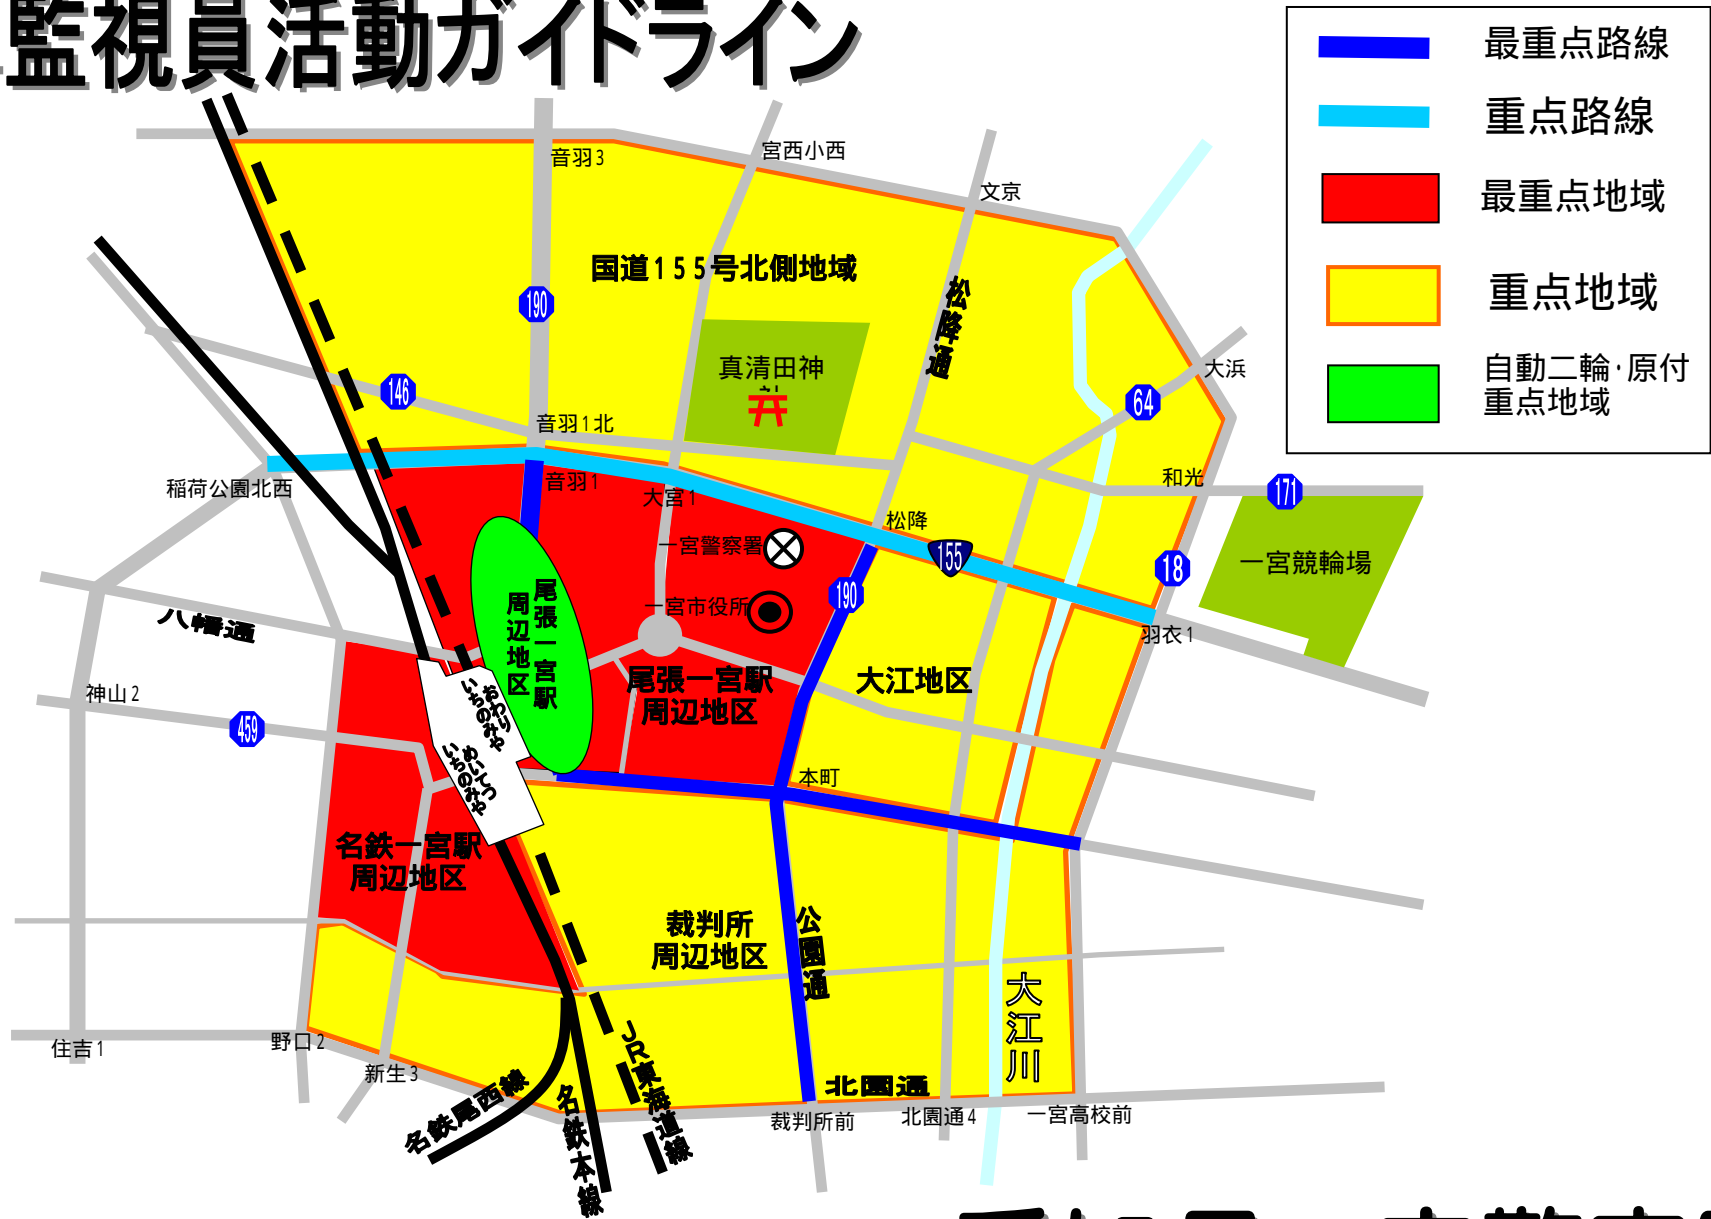 監視員活動ガイドライン
最重点路線
重点路線
最重点地域
重点地域
自動二輪・原付
重点地域
音羽3
宮西小西
文京
国道155号北側地域
松降通
190
真清田神
大浜
146
64
音羽1北
和光
171
稲荷公園北西
音羽1
大宮1
松降
一宮警察署
155
18
一宮競輪場
190
尾張一宮駅
周辺地区
一宮市役所
羽衣1
八幡通
尾張一宮駅
周辺地区
大江地区
神山2
459
おわり
いちのみや
めいてつ
いちのみや
本町
名鉄一宮駅
周辺地区
裁判所
周辺地区
公園通
大江川
住吉1
野口2
新生3
JR東海道線
名鉄尾西線
名鉄本線
北園通
裁判所前
北園通4
一宮高校前